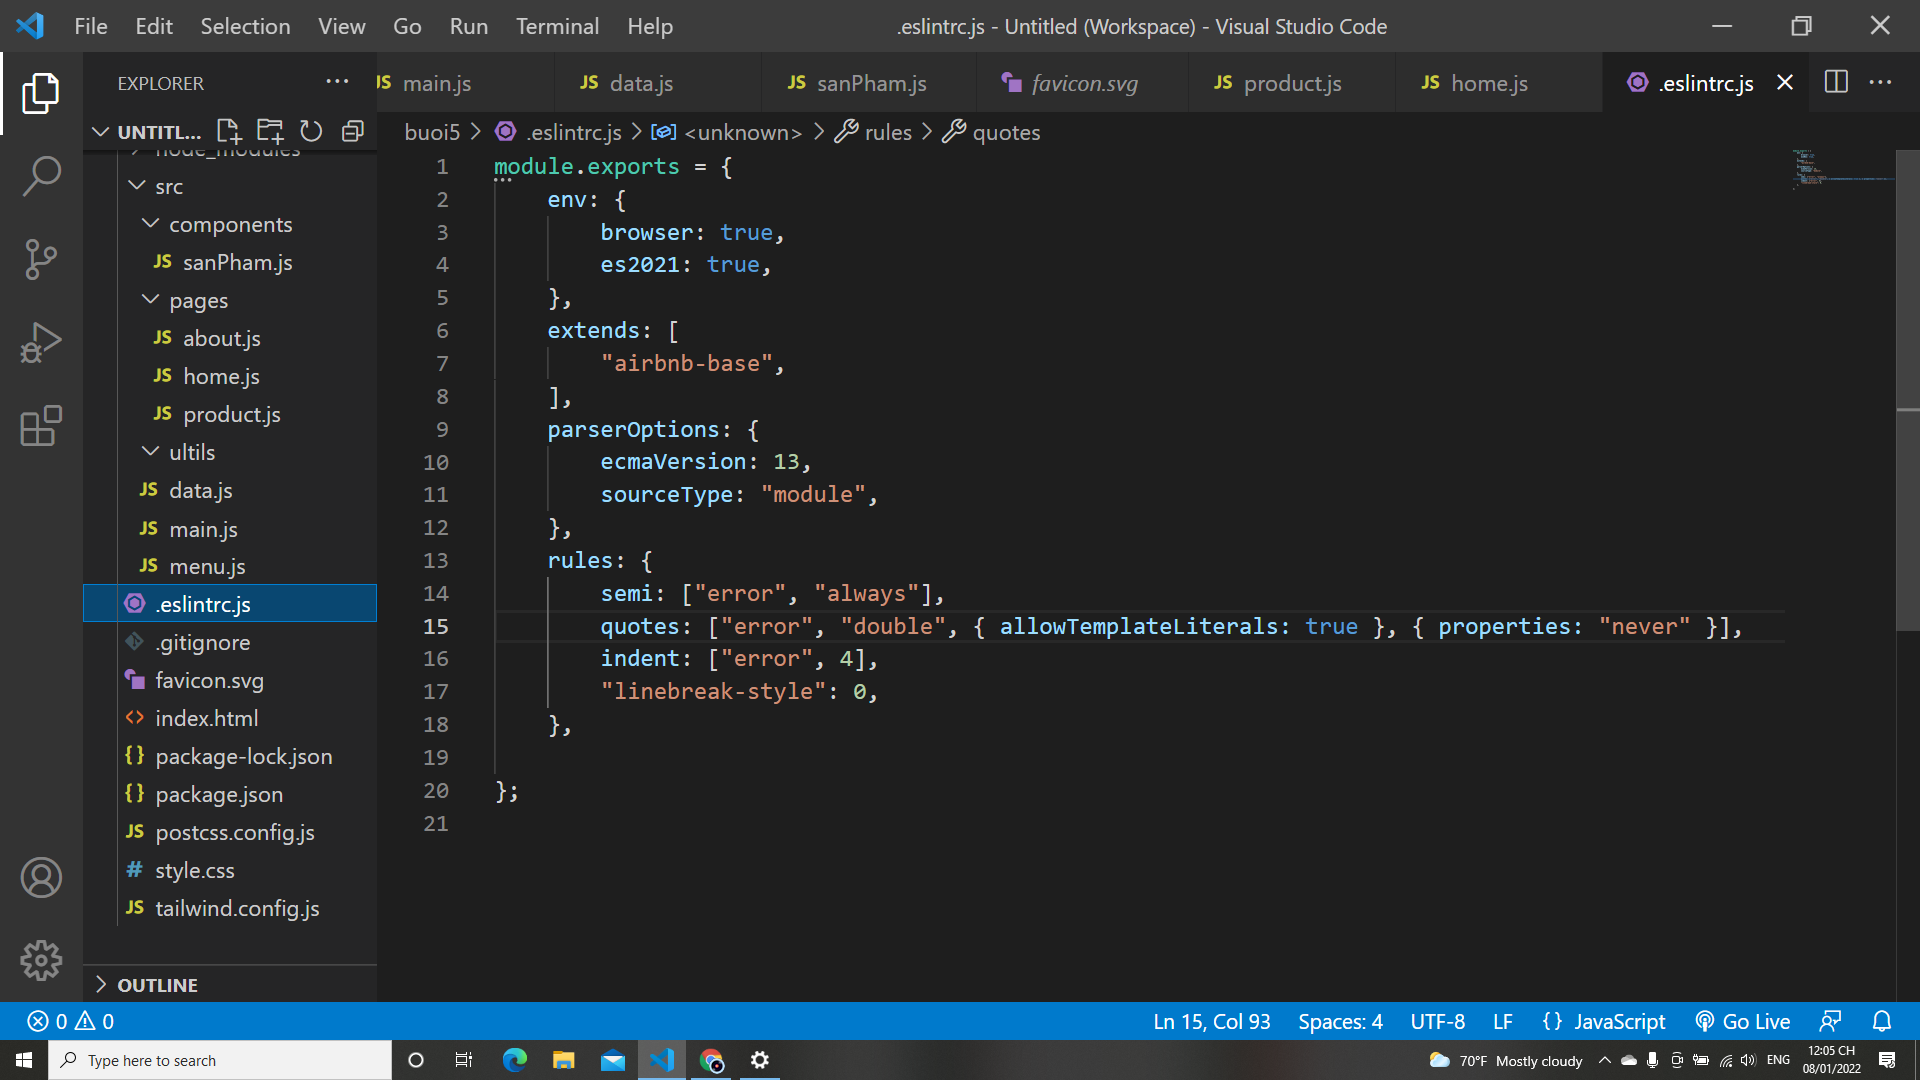 File Edit Selection View Go Run Terminal Help
.eslintrc.js - Untitled (Workspace) - Visual Studio Code
EXPLORER
JS main.js
JS data.js
JS sanPham.js
favicon.svg
JS product.js
JS home.js
.eslintrc.js
UNTITL...
buoi5 > .eslintrc.js > <unknown> > rules > quotes
node_modules
src
components
JS sanPham.js
pages
JS about.js
JS home.js
JS product.js
ultils
JS data.js
JS main.js
JS menu.js
.eslintrc.js
.gitignore
favicon.svg
<> index.html
{} package-lock.json
{} package.json
JS postcss.config.js
# style.css
JS tailwind.config.js
OUTLINE
1 module.exports = {
2 env: {
3 browser: true,
4 es2021: true,
5 },
6 extends: [
7 "airbnb-base",
8 ],
9 parserOptions: {
10 ecmaVersion: 13,
11 sourceType: "module",
12 },
13 rules: {
14 semi: ["error", "always"],
15 quotes: ["error", "double", { allowTemplateLiterals: true }, { properties: "never" }],
16 indent: ["error", 4],
17 "linebreak-style": 0,
18 },
19
20 };
21
0 0
Ln 15, Col 93 Spaces: 4 UTF-8 LF {} JavaScript Go Live
Type here to search
70°F Mostly cloudy
ENG
12:05 CH
08/01/2022